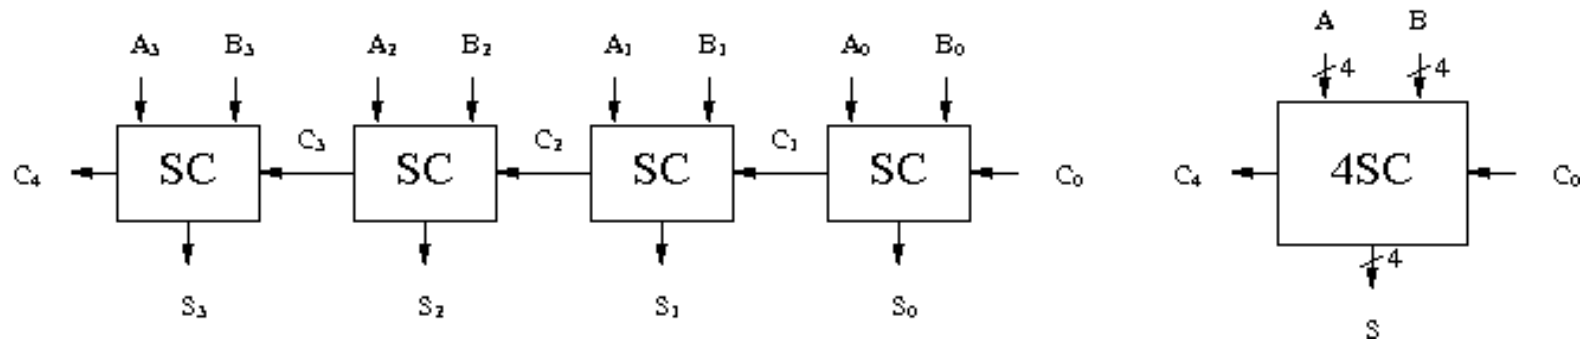 A₃ B₃ A₂ B₂ A₁ B₁ A₀ B₀ A B
4 4
C₄ SC C₃ SC C₂ SC C₁ SC C₀ C₄ 4SC C₀
4
S₃ S₂ S₁ S₀ S